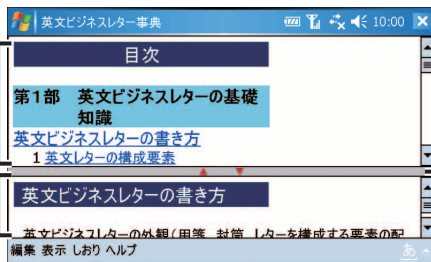 英文ビジネスレター事典 10:00
目次
第1部 英文ビジネスレターの基礎
知識
英文ビジネスレターの書き方
1 英文レターの構成要素
英文ビジネスレターの書き方
英文ビジネスレターの外観(用箋、封筒、レターを構成する要素の配
編集 表示 しおり ヘルプ あ